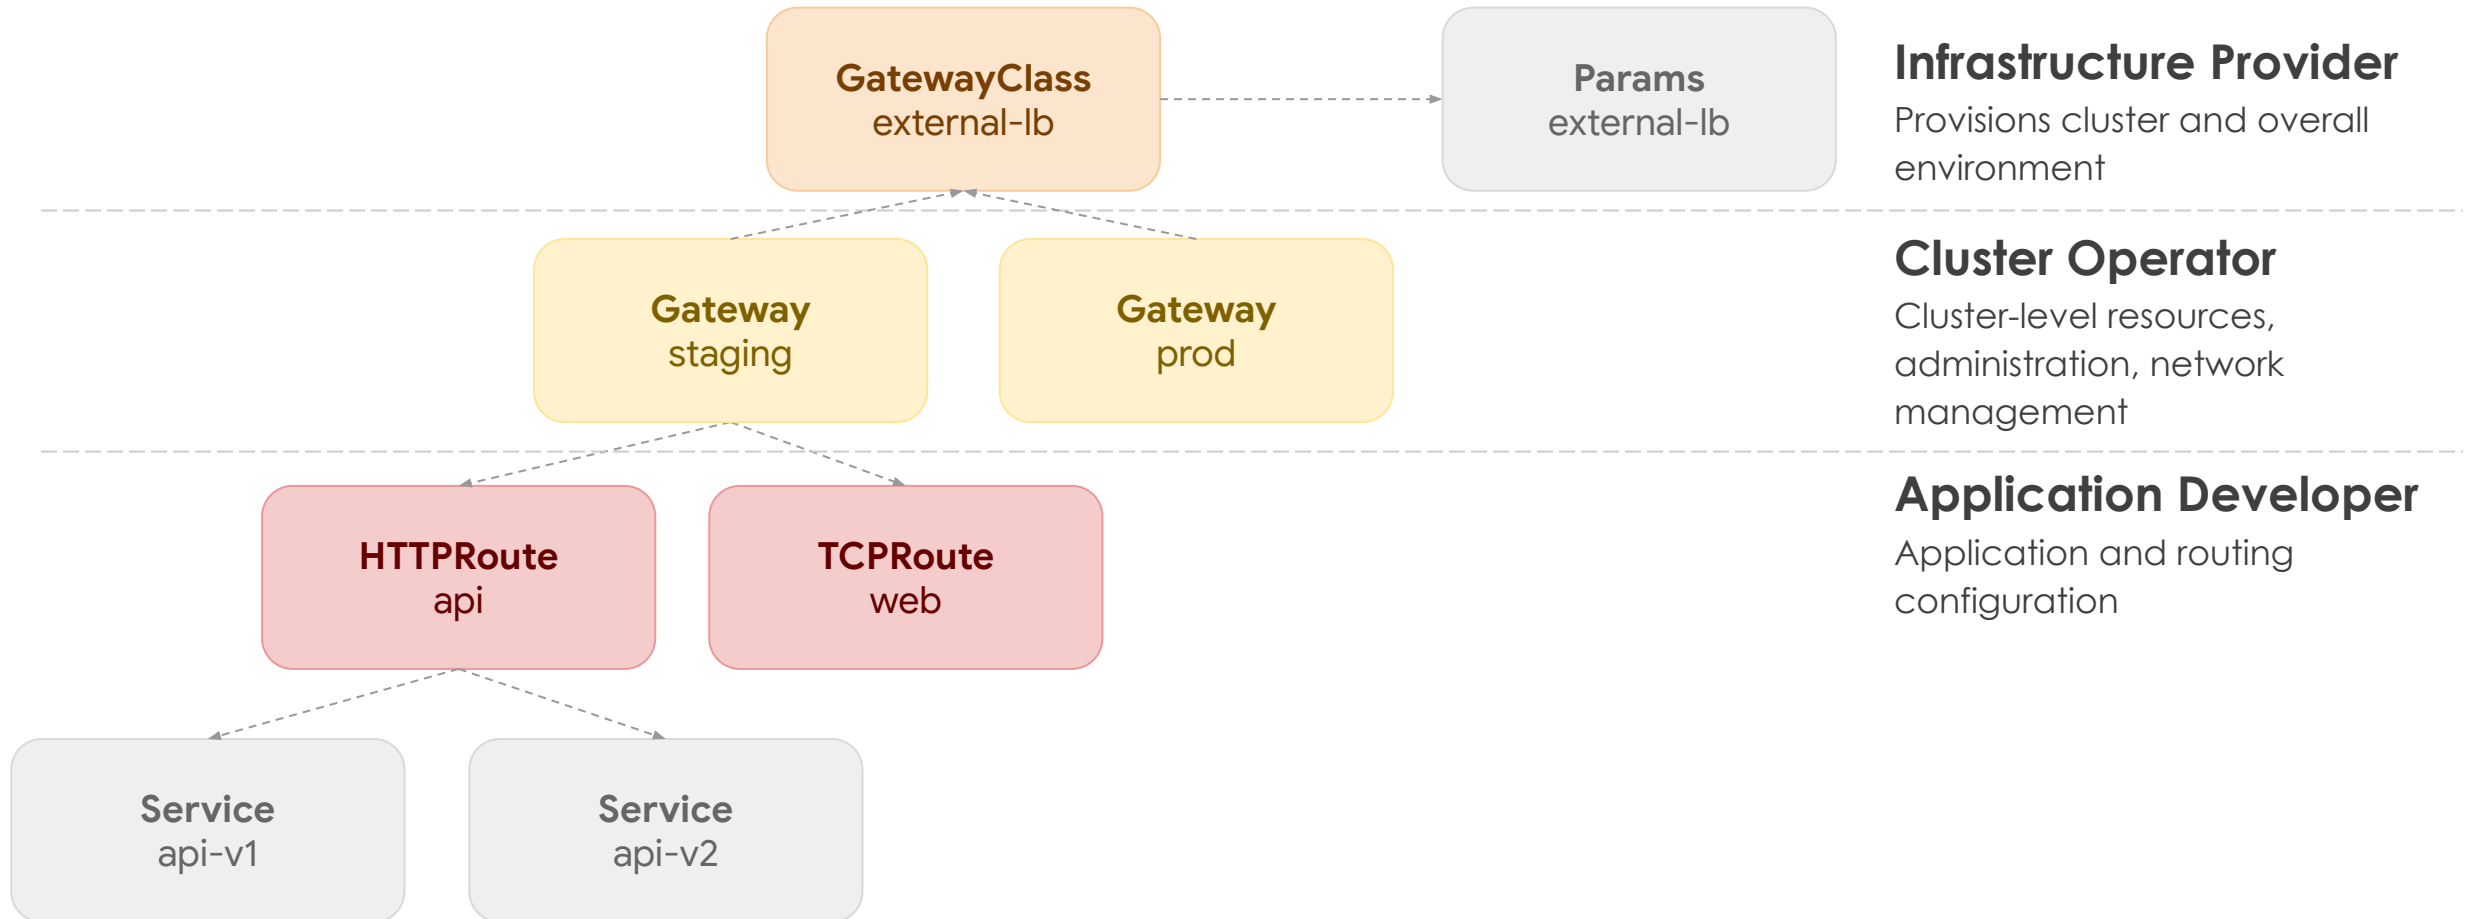 GatewayClass
external-lb
Params
external-lb
Infrastructure Provider
Provisions cluster and overall
environment
Gateway
staging
Gateway
prod
Cluster Operator
Cluster-level resources,
administration, network
management
HTTPRoute
api
TCPRoute
web
Application Developer
Application and routing
configuration
Service
api-v1
Service
api-v2